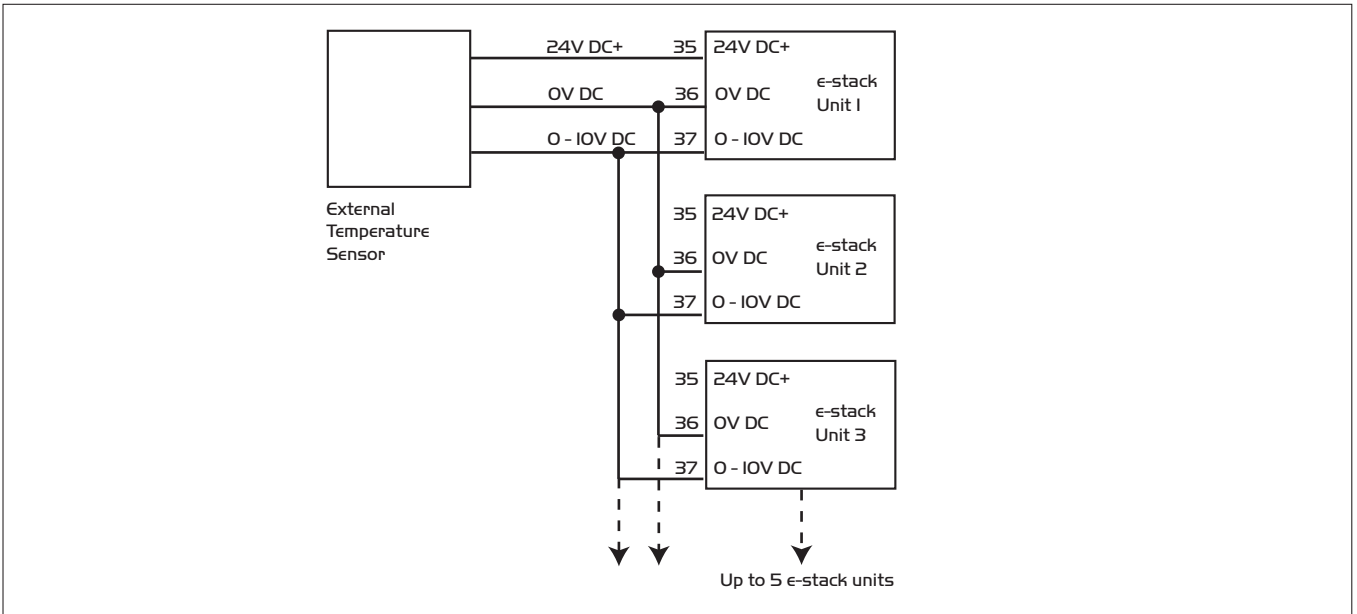 24V DC+ 35 24V DC+
0V DC 36 0V DC
0 - 10V DC 37 0 - 10V DC
e-stack
Unit 1
External
Temperature
Sensor
35 24V DC+
36 0V DC
37 0 - 10V DC
e-stack
Unit 2
35 24V DC+
36 0V DC
37 0 - 10V DC
e-stack
Unit 3
Up to 5 e-stack units